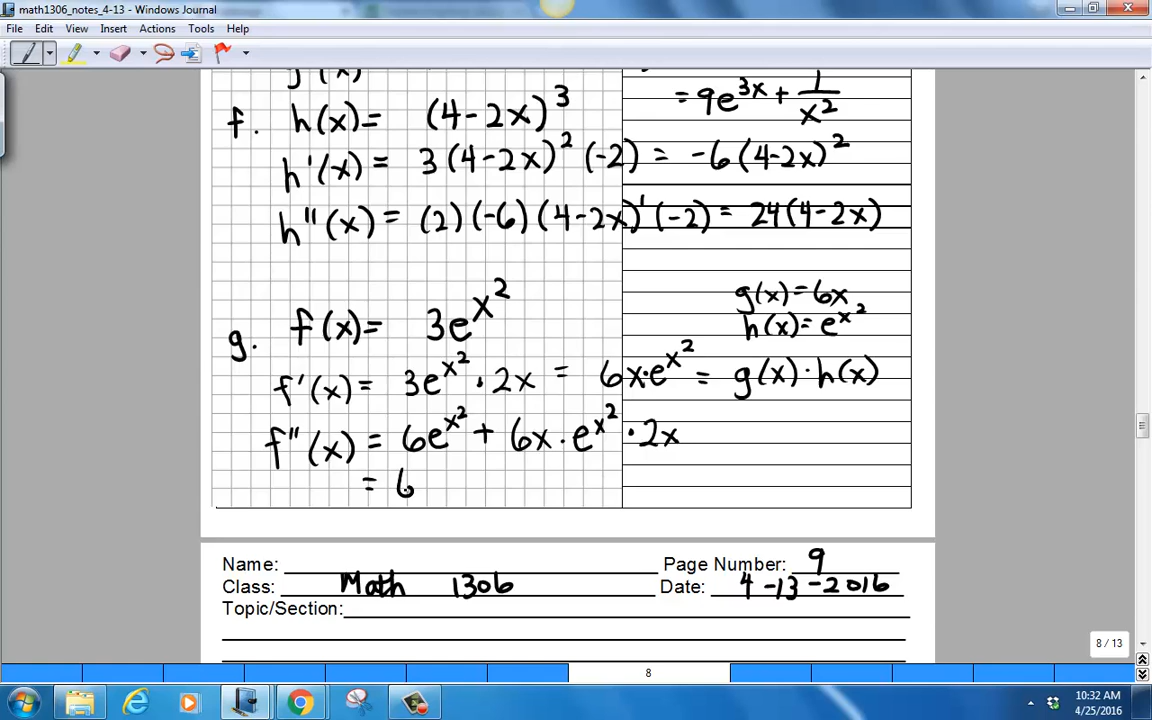 math1306_notes_4-13 - Windows Journal
File Edit View Insert Actions Tools Help
g'(x)
= 9e^{3x} + 1/x^2
f. h(x) = (4-2x)^3
h'(x) = 3(4-2x)^2 (-2) = -6(4-2x)^2
h''(x) = (2)(-6)(4-2x)^1 (-2) = 24(4-2x)
g(x) = 6x
h(x) = e^{x^2}
g. f(x) = 3e^{x^2}
f'(x) = 3e^{x^2} · 2x = 6x·e^{x^2} = g(x)·h(x)
f''(x) = 6e^{x^2} + 6x · e^{x^2} · 2x
= 6
Name: Page Number: 9
Class: Math 1306 Date: 4-13-2016
Topic/Section:
8 / 13
8
10:32 AM
4/25/2016